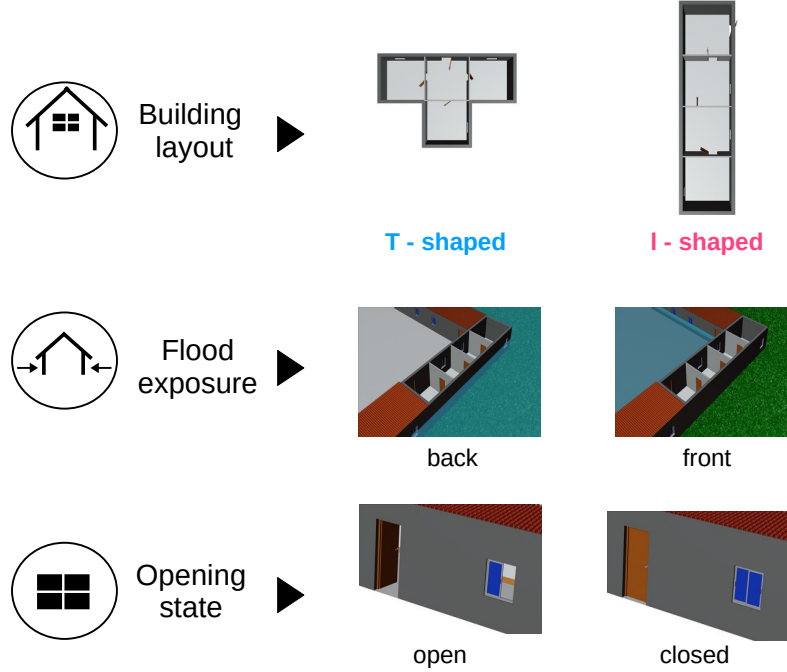 Building
layout
T - shaped
I - shaped
Flood
exposure
back
front
Opening
state
open
closed